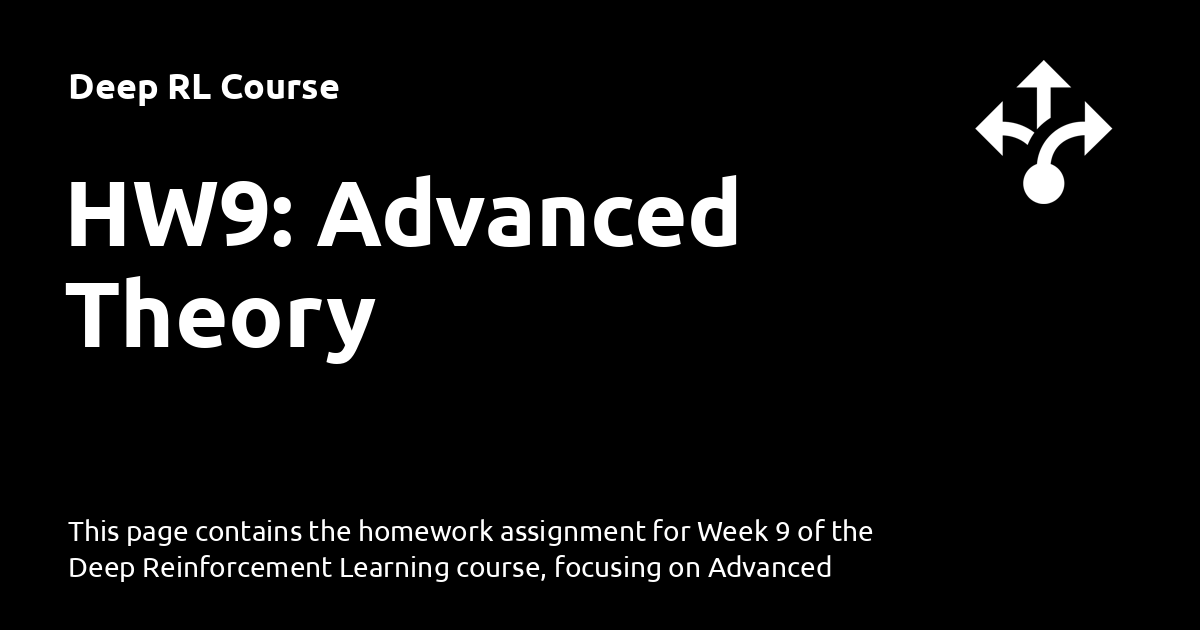 Deep RL Course
HW9: Advanced
Theory
This page contains the homework assignment for Week 9 of the
Deep Reinforcement Learning course, focusing on Advanced